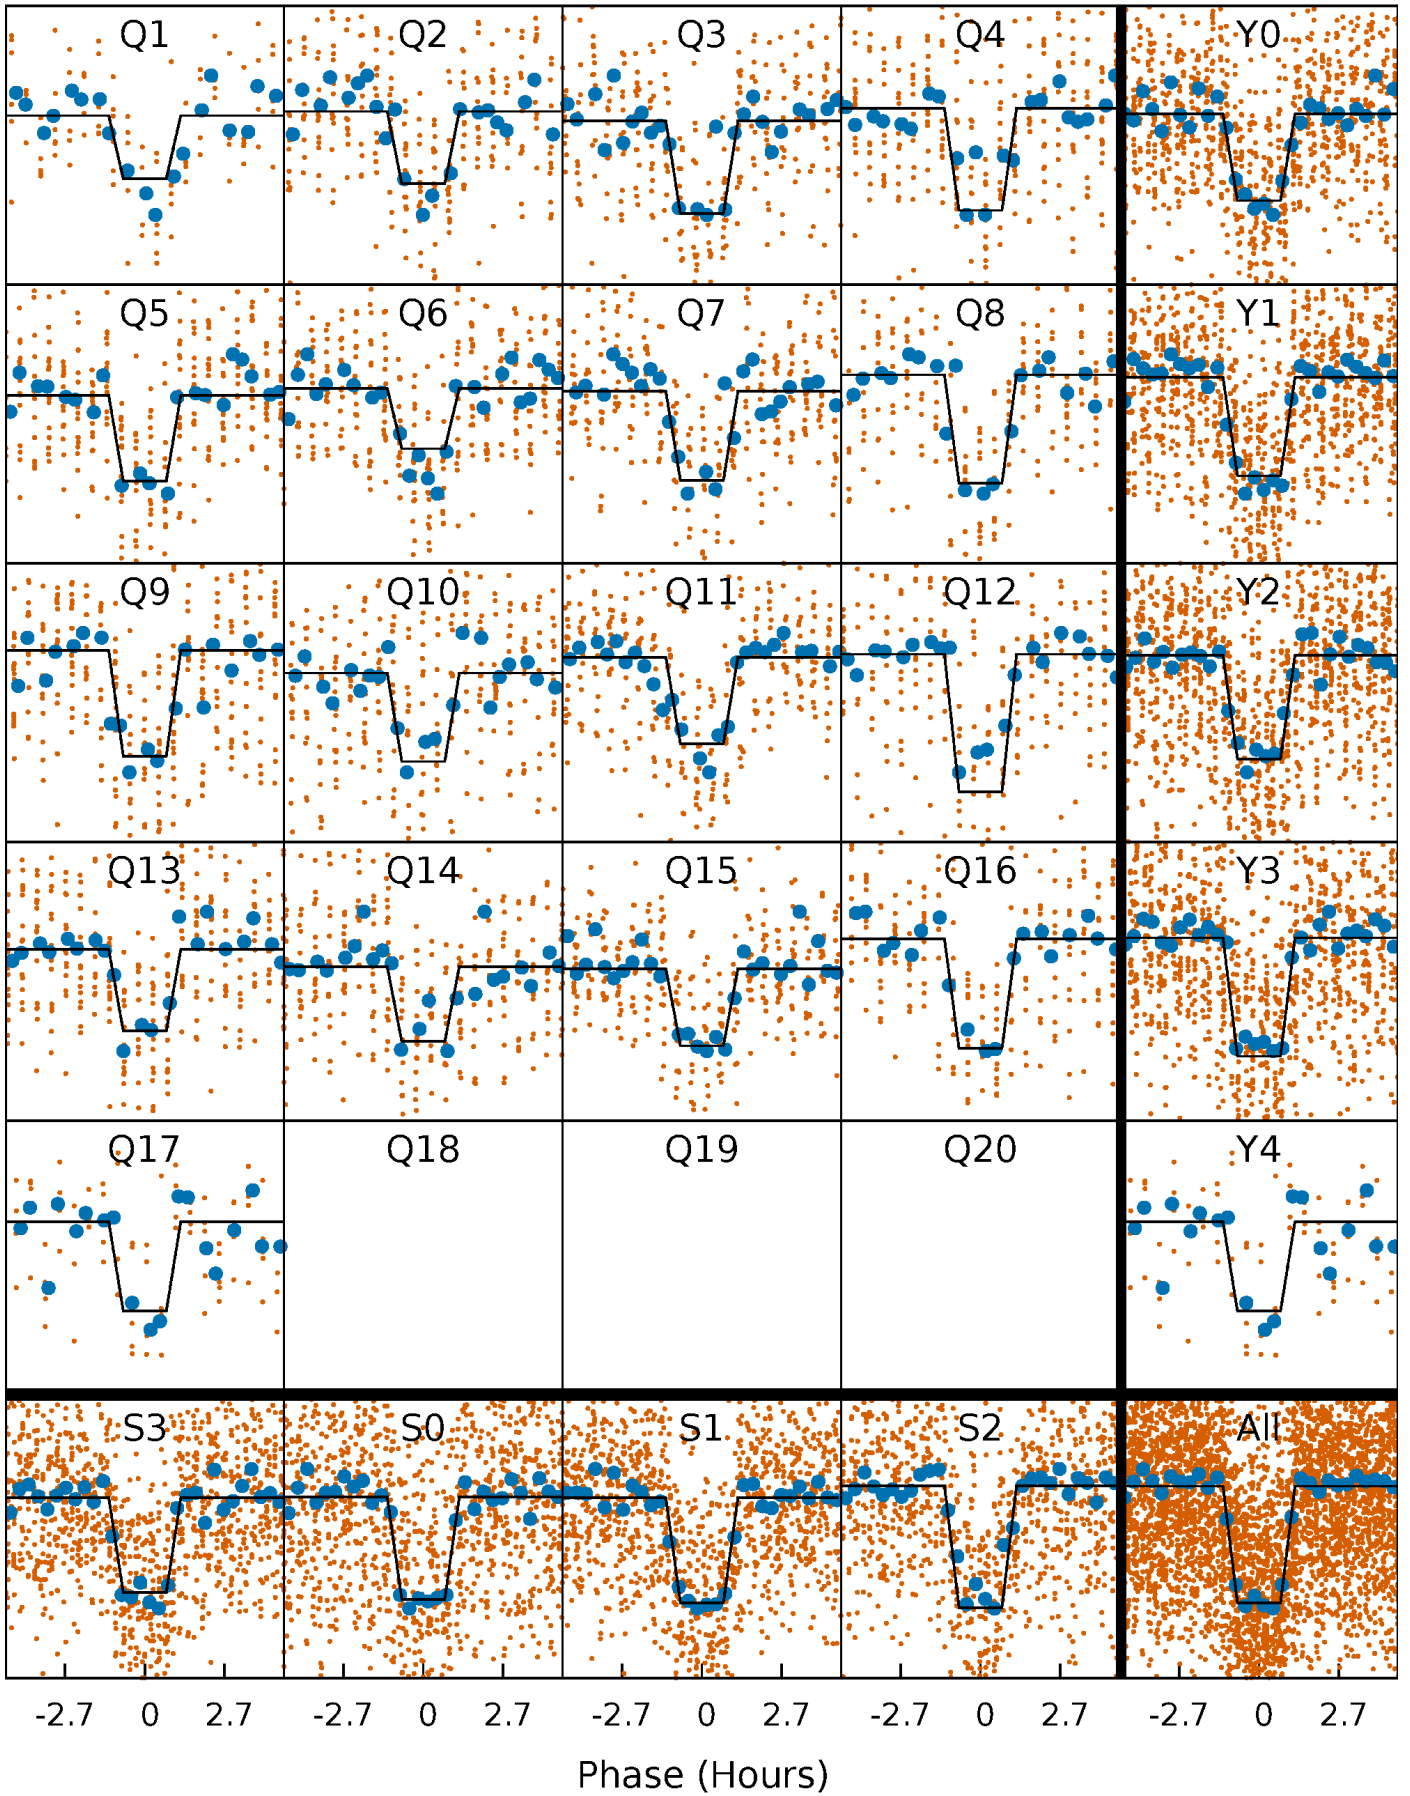 Q1 Q2 Q3 Q4 Y0
Q5 Q6 Q7 Q8 Y1
Q9 Q10 Q11 Q12 Y2
Q13 Q14 Q15 Q16 Y3
Q17 Q18 Q19 Q20 Y4
S3 S0 S1 S2 All
-2.7 0 2.7 -2.7 0 2.7 -2.7 0 2.7 -2.7 0 2.7 -2.7 0 2.7
Phase (Hours)